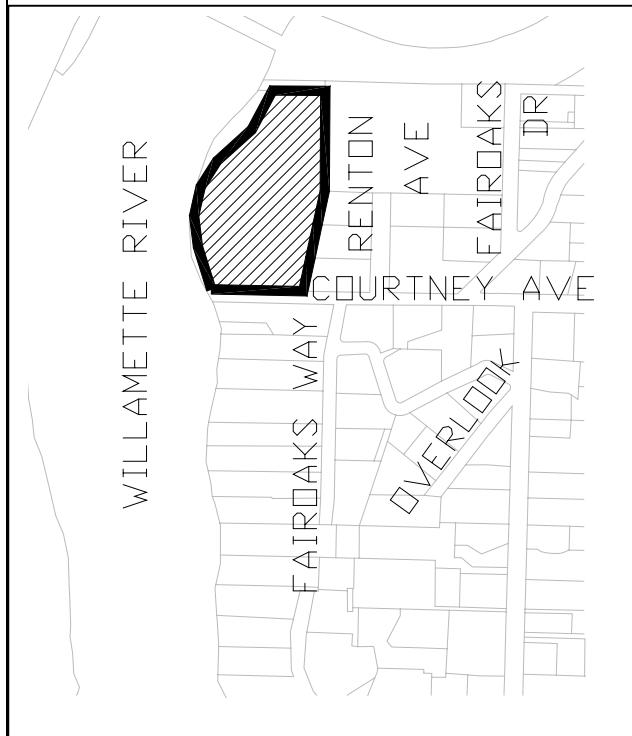 WILLAMETTE RIVER
RENTON
AVE
FAIROAKS
DR
COURTNEY AVE
FAIROAKS WAY
OVERLOOK